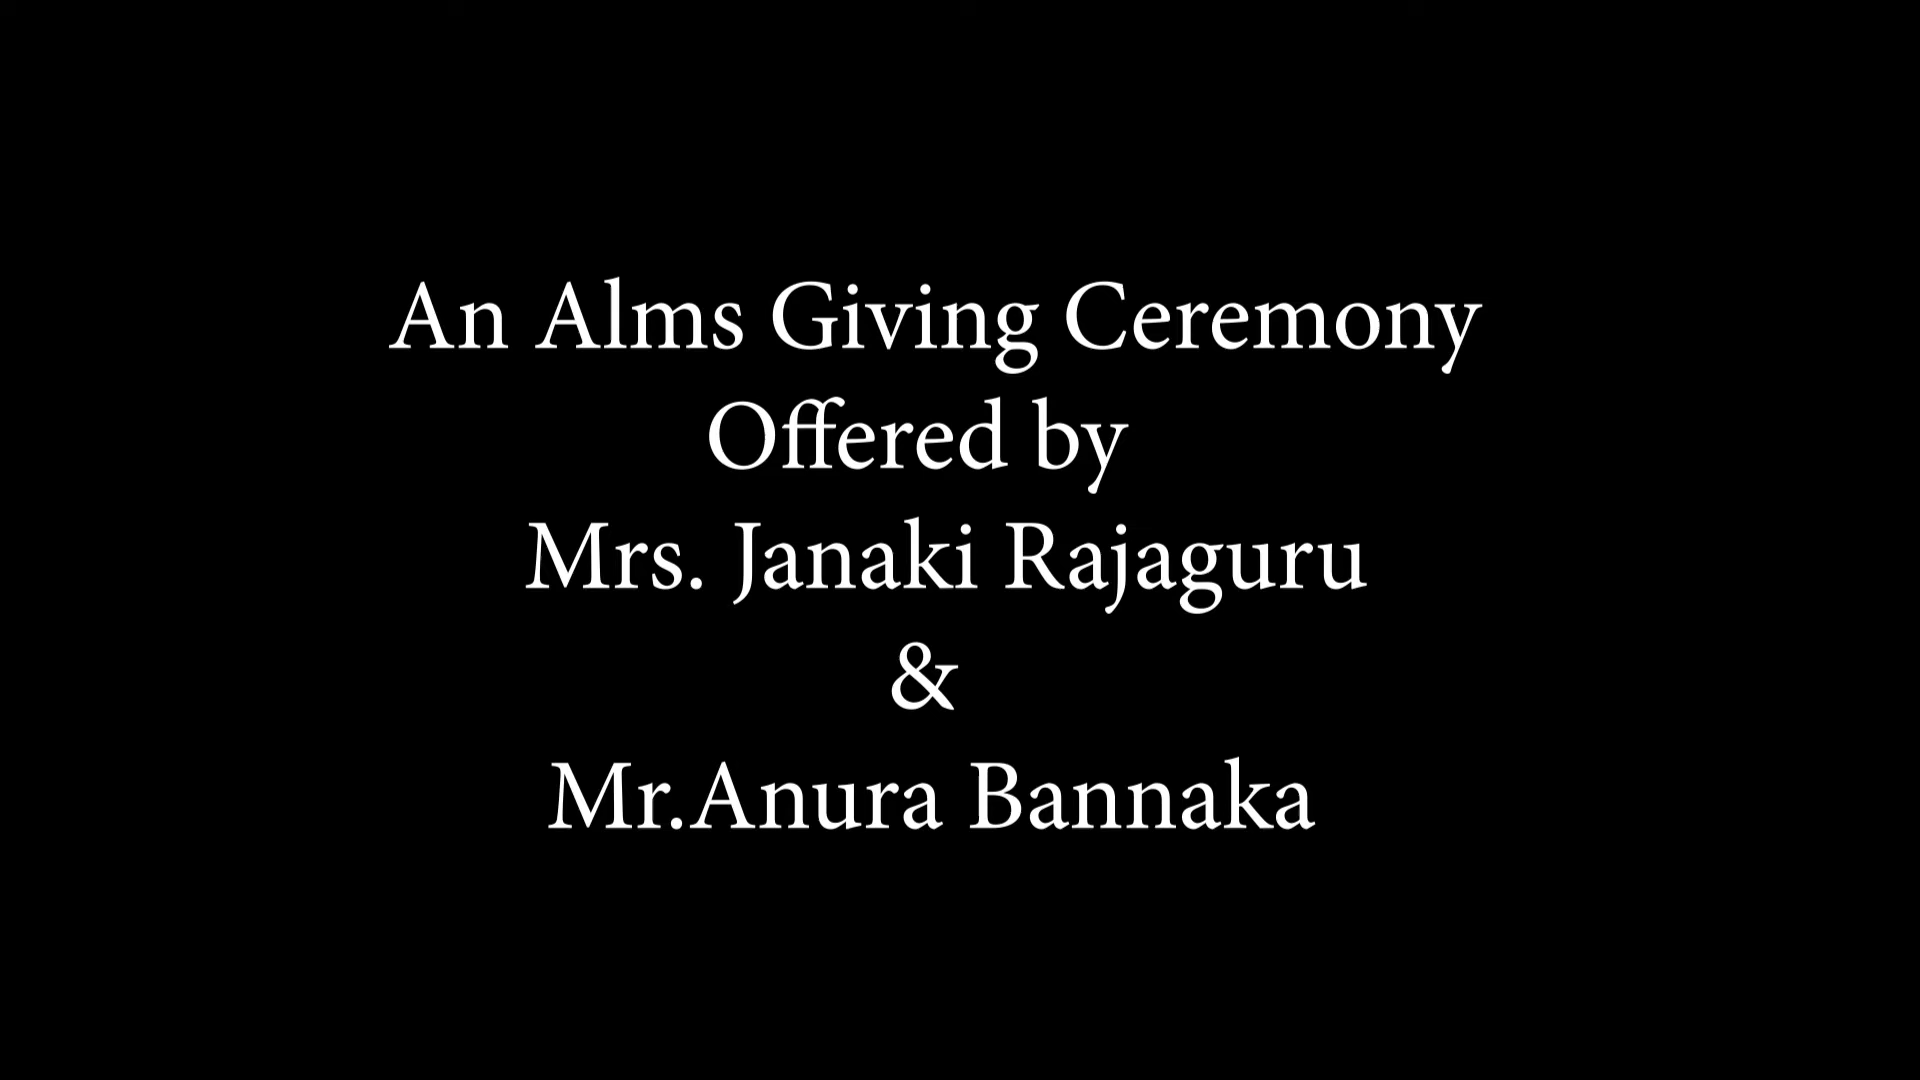 An Alms Giving Ceremony
Offered by
Mrs. Janaki Rajaguru
&
Mr.Anura Bannaka